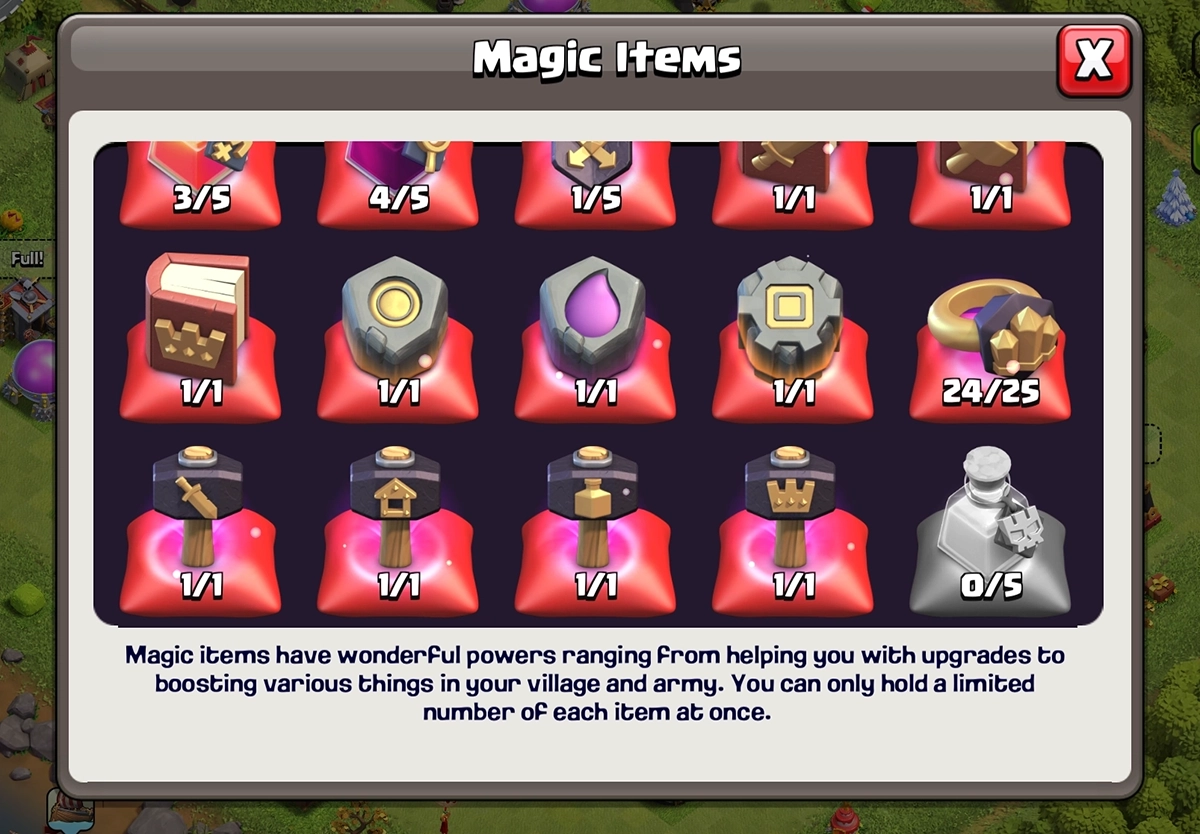 Magic Items
X
3/5
4/5
1/5
1/1
1/1
Full!
1/1
1/1
1/1
1/1
24/25
1/1
1/1
1/1
1/1
0/5
Magic items have wonderful powers ranging from helping you with upgrades to
boosting various things in your village and army. You can only hold a limited
number of each item at once.